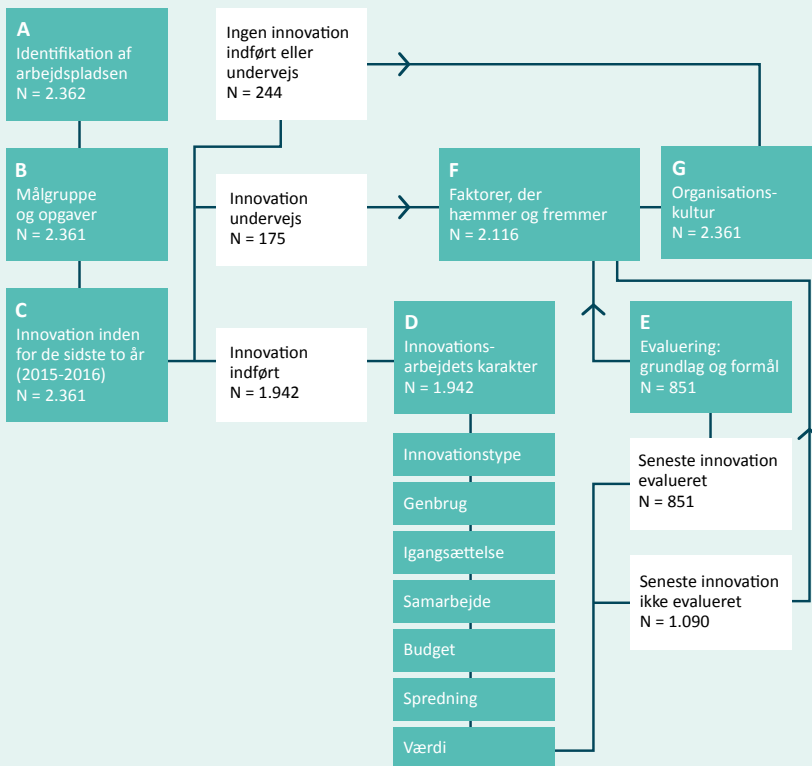 A
Identifikation af
arbejdspladsen
N = 2.362
Ingen innovation
indført eller
undervejs
N = 244
B
Målgruppe
og opgaver
N = 2.361
Innovation
undervejs
N = 175
F
Faktorer, der
hæmmer og fremmer
N = 2.116
G
Organisations-
kultur
N = 2.361
C
Innovation inden
for de sidste to år
(2015-2016)
N = 2.361
Innovation
indført
N = 1.942
D
Innovations-
arbejdets karakter
N = 1.942
E
Evaluering:
grundlag og formål
N = 851
Innovationstype
Genbrug
Igangsættelse
Samarbejde
Budget
Spredning
Værdi
Seneste innovation
evalueret
N = 851
Seneste innovation
ikke evalueret
N = 1.090